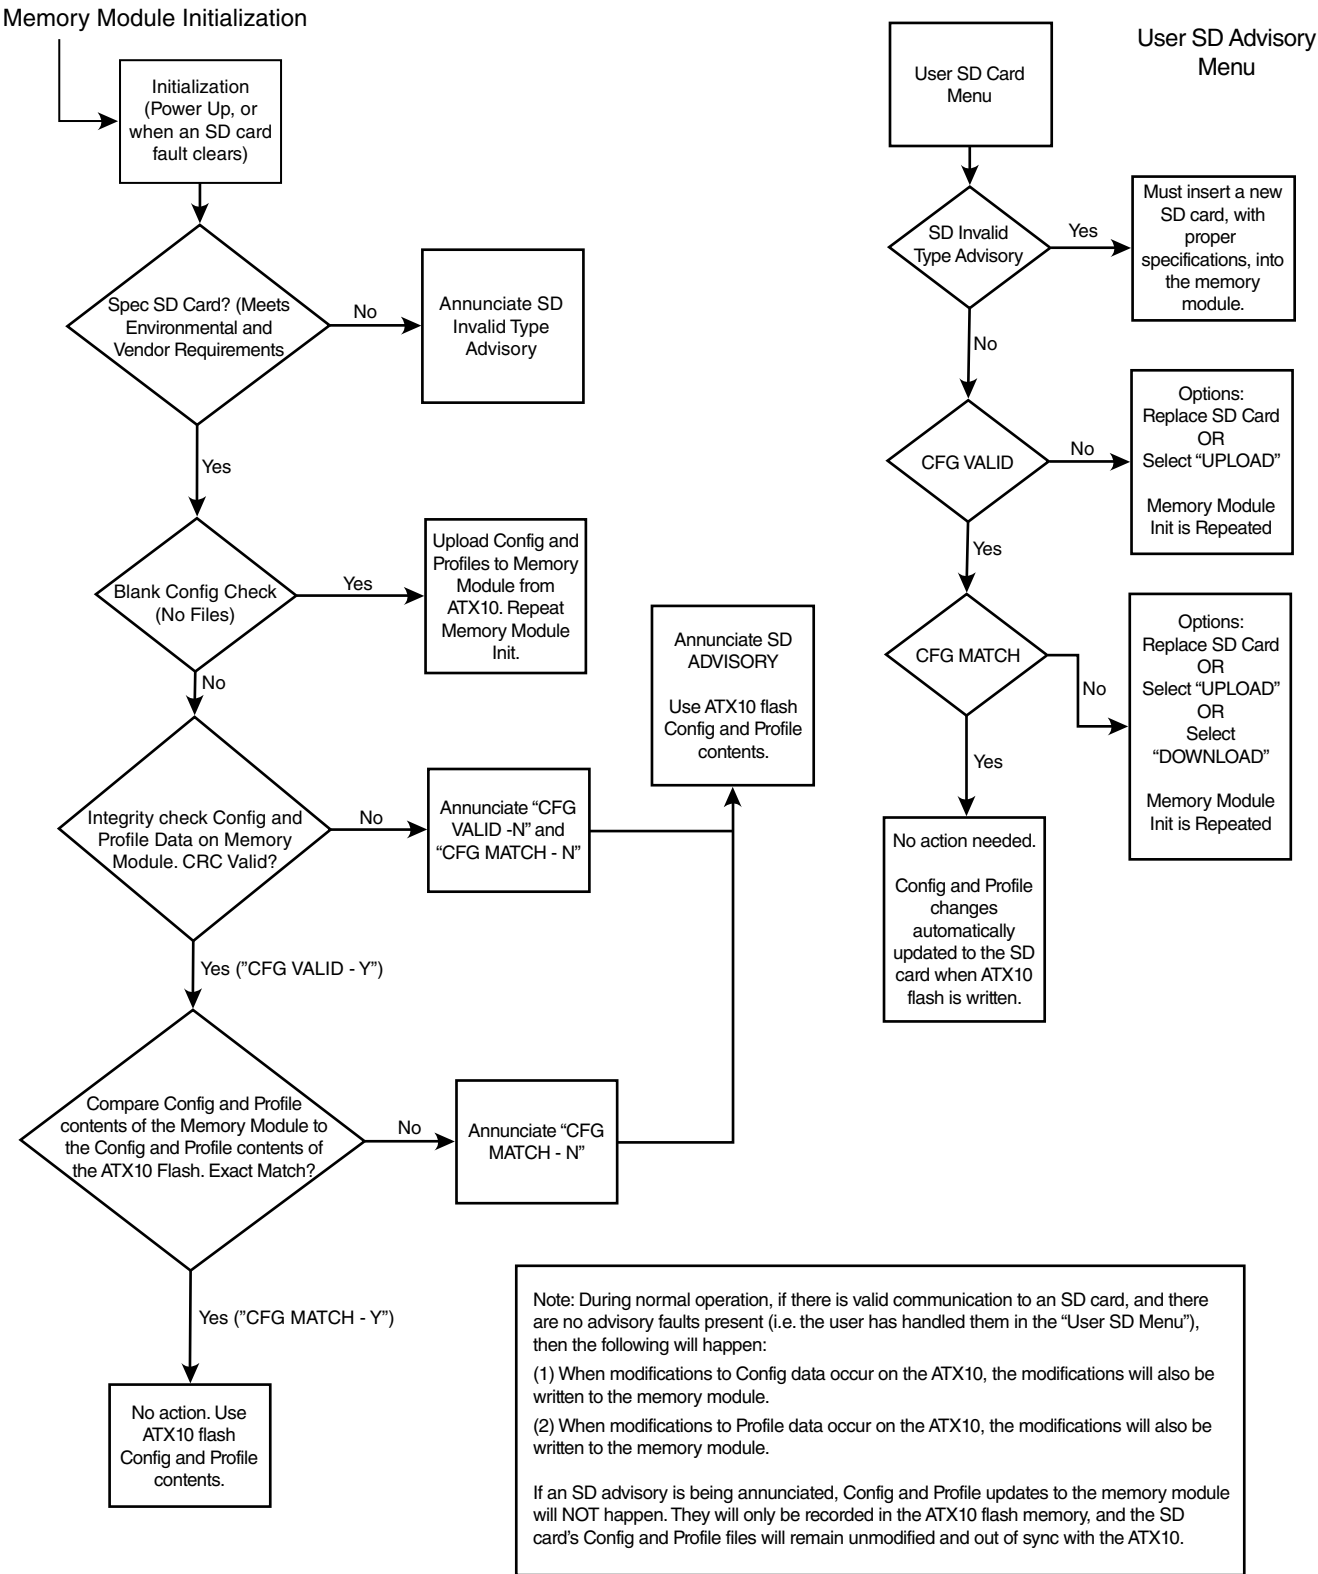 Memory Module Initialization
Initialization
(Power Up, or
when an SD card
fault clears)
Spec SD Card? (Meets
Environmental and
Vendor Requirements
No
Annunciate SD
Invalid Type
Advisory
Yes
Blank Config Check
(No Files)
Yes
Upload Config and
Profiles to Memory
Module from
ATX10. Repeat
Memory Module
Init.
No
Integrity check Config and
Profile Data on Memory
Module. CRC Valid?
No
Annunciate “CFG
VALID -N” and
“CFG MATCH - N”
Annunciate SD
ADVISORY
Use ATX10 flash
Config and Profile
contents.
Yes (”CFG VALID - Y”)
Compare Config and Profile
contents of the Memory Module to
the Config and Profile contents of
the ATX10 Flash. Exact Match?
No
Annunciate “CFG
MATCH - N”
Yes (”CFG MATCH - Y”)
No action. Use
ATX10 flash
Config and Profile
contents.
User SD Advisory
Menu
User SD Card
Menu
SD Invalid
Type Advisory
Yes
Must insert a new
SD card, with
proper
specifications, into
the memory
module.
No
CFG VALID
No
Options:
Replace SD Card
OR
Select “UPLOAD”
Memory Module
Init is Repeated
Yes
CFG MATCH
No
Options:
Replace SD Card
OR
Select “UPLOAD”
OR
Select
“DOWNLOAD”
Memory Module
Init is Repeated
Yes
No action needed.
Config and Profile
changes
automatically
updated to the SD
card when ATX10
flash is written.
Note: During normal operation, if there is valid communication to an SD card, and there
are no advisory faults present (i.e. the user has handled them in the “User SD Menu”),
then the following will happen:
(1) When modifications to Config data occur on the ATX10, the modifications will also be
written to the memory module.
(2) When modifications to Profile data occur on the ATX10, the modifications will also be
written to the memory module.
If an SD advisory is being annunciated, Config and Profile updates to the memory module
will NOT happen. They will only be recorded in the ATX10 flash memory, and the SD
card’s Config and Profile files will remain unmodified and out of sync with the ATX10.